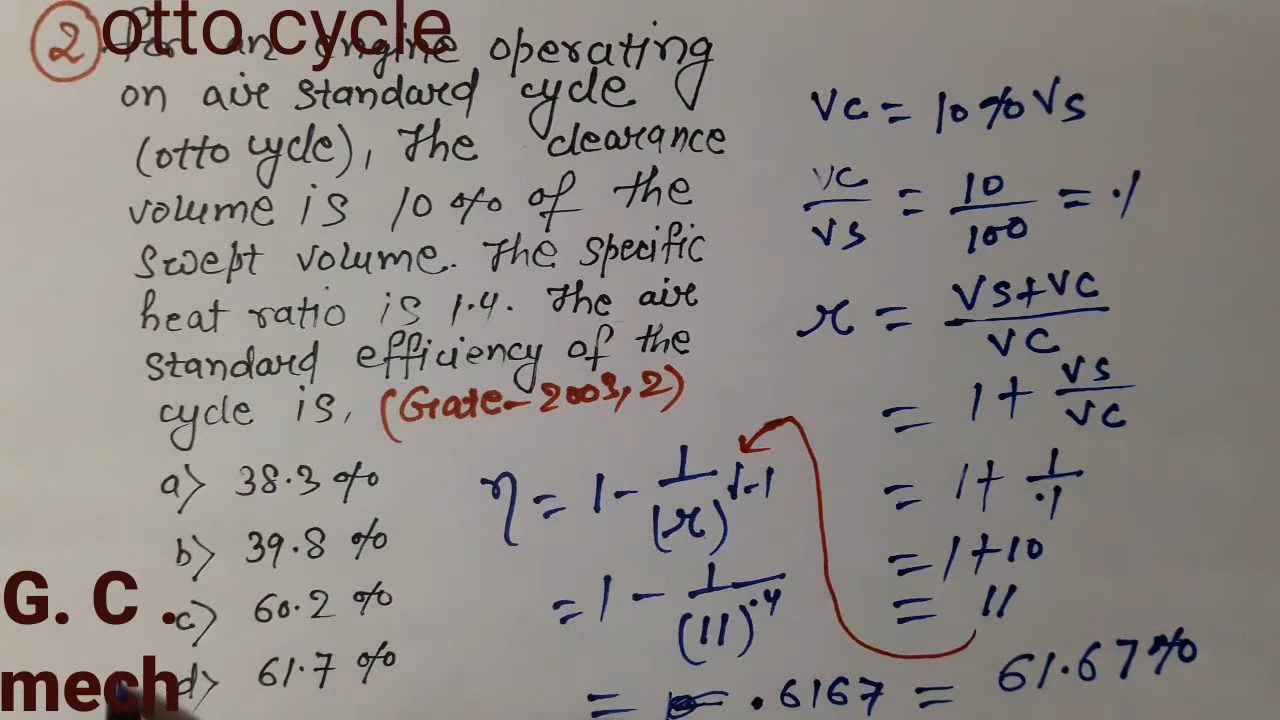 otto cycle
2 For an engine operating
on air standard cycle
(otto cycle), The clearance
volume is 10% of the
swept volume. The specific
heat ratio is 1.4. The air
standard efficiency of the
cycle is, (Gate-2003,2)
a) 38.3 %
b) 39.8 %
c) 60.2 %
d) 61.7 %
G. C .
mech
η = 1 - 1/(r)^γ-1
= 1 - 1/(11)^.4
= .6167 = 61.67%
Vc = 10% Vs
Vc/Vs = 10/100 = .1
r = Vs+Vc/Vc
= 1 + Vs/Vc
= 1 + 1/.1
= 1+10
= 11